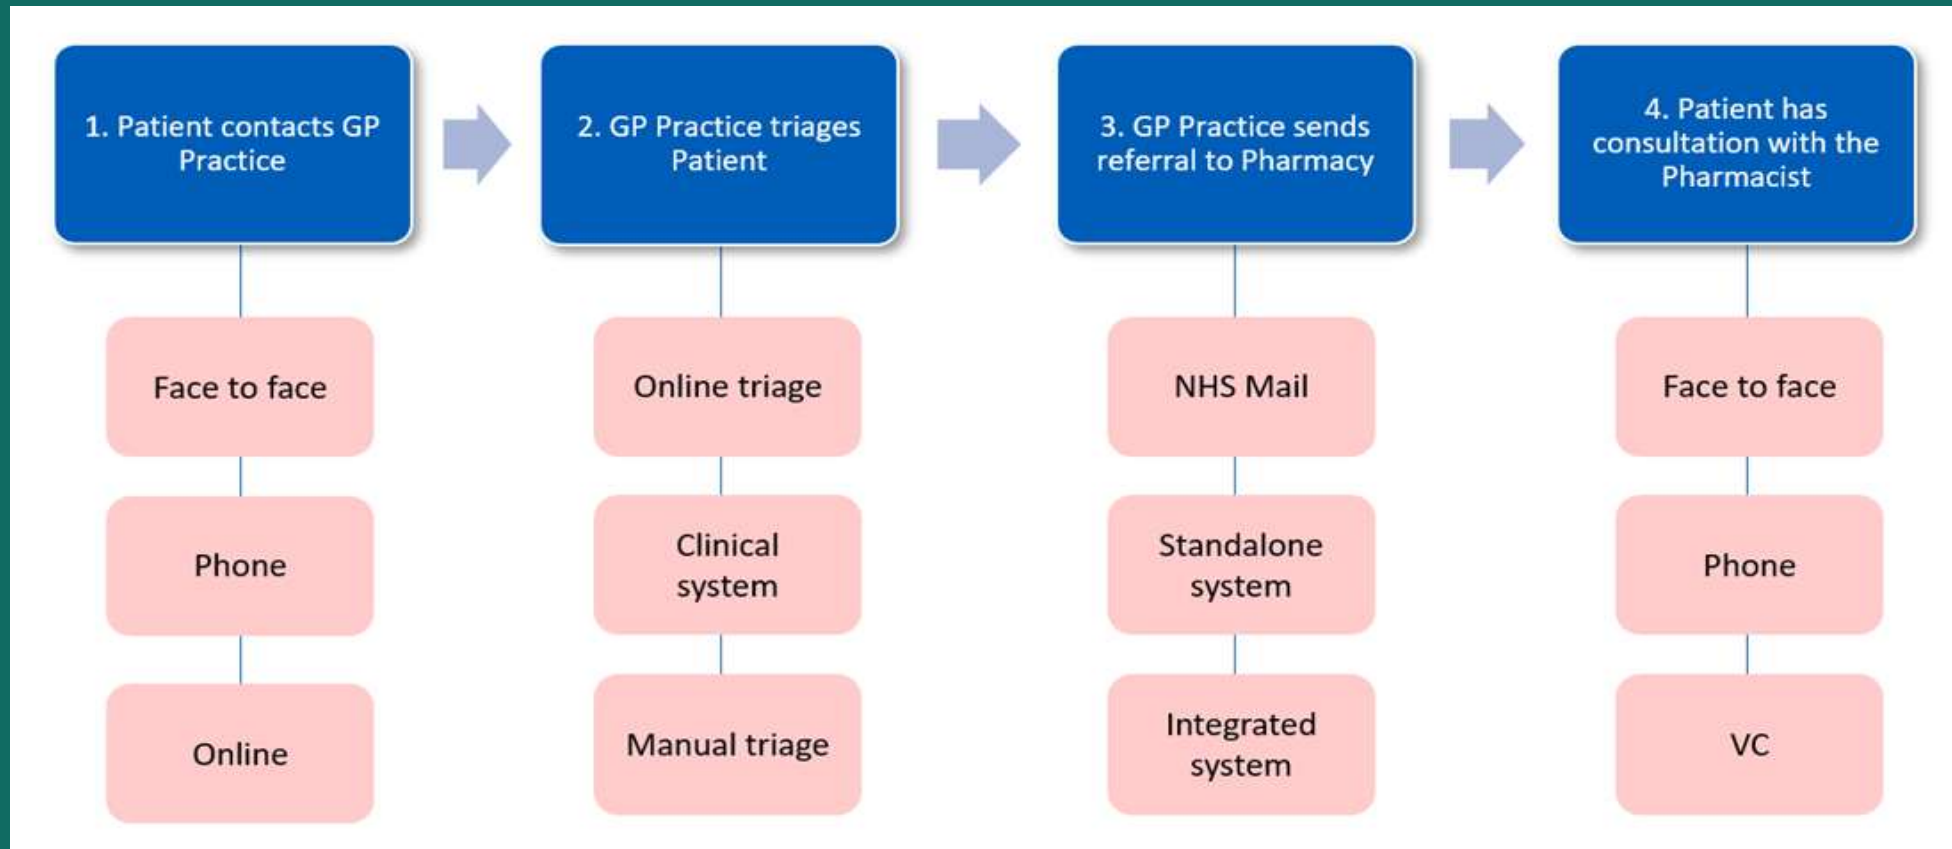 1. Patient contacts GP
Practice
2. GP Practice triages
Patient
3. GP Practice sends
referral to Pharmacy
4. Patient has
consultation with the
Pharmacist
Face to face
Phone
Online
Online triage
Clinical
system
Manual triage
NHS Mail
Standalone
system
Integrated
system
Face to face
Phone
VC